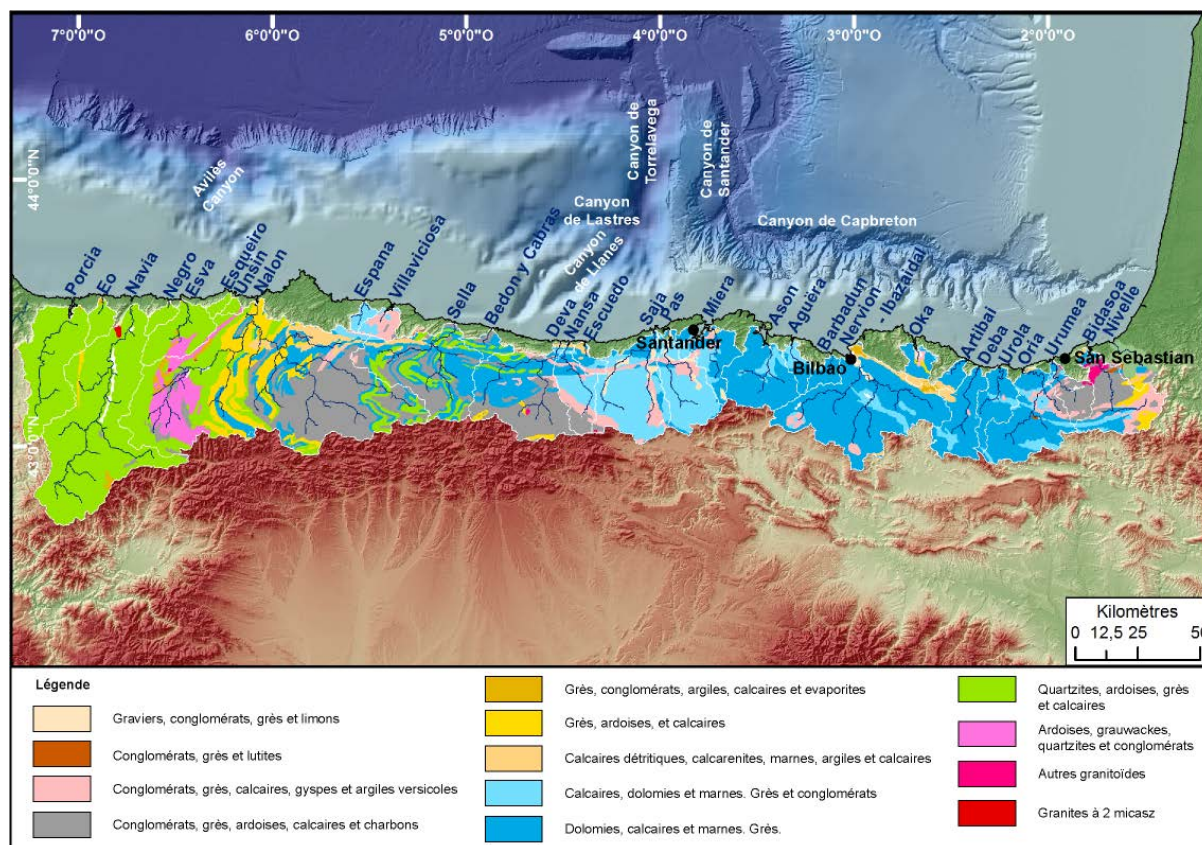 7°0'0"O
6°0'0"O
5°0'0"O
4°0'0"O
3°0'0"O
2°0'0"O
44°0'0"N
43°0'0"N
Avilès
Canyon
Canyon de
Torrelavega
Canyon de
Santander
Canyon
de Lastres
Canyon
de Llanes
Canyon de Capbreton
Porcia
Eo
Navia
Negro
Esva
Esqueiro
Uncin
Nalon
Espana
Villaviciosa
Sella
Bedon y Cabras
Deva
Nansa
Escuedo
Saja
Pas
Miera
Ason
Aguëra
Barbadun
Nervion
-Ibaizabal
Oka
Artibai
Deba
Urola
Oria
Urumea
Bidasoa
Nivelle
Santander
Bilbao
San Sebastian
Kilomètres
0 12,5 25 50
Légende
Graviers, conglomérats, grès et limons
Conglomérats, grès et lutites
Conglomérats, grès, calcaires, gyspes et argiles versicoles
Conglomérats, grès, ardoises, calcaires et charbons
Grès, conglomérats, argiles, calcaires et evaporites
Grès, ardoises, et calcaires
Calcaires détritiques, calcarenites, marnes, argiles et calcaires
Calcaires, dolomies et marnes. Grès et conglomérats
Dolomies, calcaires et marnes. Grès.
Quartzites, ardoises, grès
et calcaires
Ardoises, grauwackes,
quartzites et conglomérats
Autres granitoïdes
Granites à 2 micasz